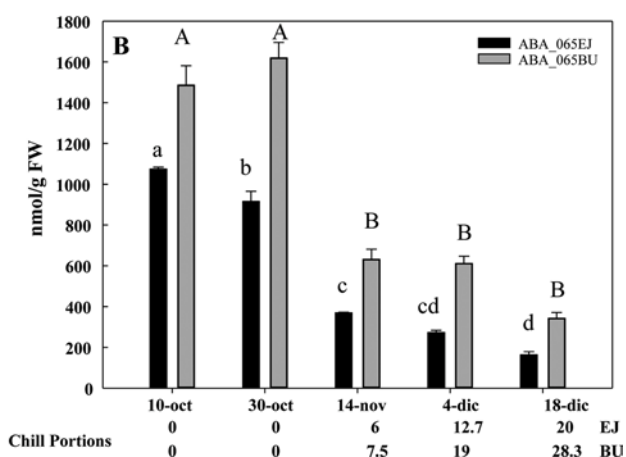 B
ABA_065EJ
ABA_065BU
nmol/g FW
1800
1600
1400
1200
1000
800
600
400
200
0
a A b A c B cd B d B
10-oct 30-oct 14-nov 4-dic 18-dic
0 0 6 12.7 20 EJ
Chill Portions
0 0 7.5 19 28.3 BU